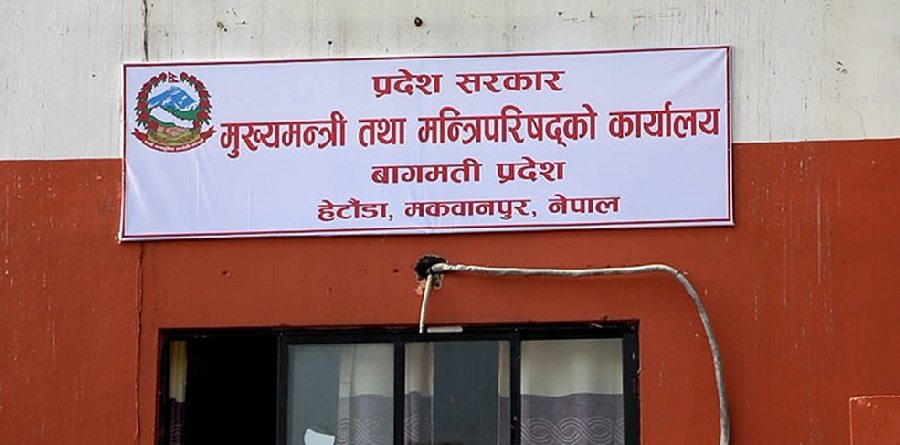 प्रदेश सरकार
मुख्यमन्त्री तथा मन्त्रिपरिषद्को कार्यालय
बागमती प्रदेश
हेटौंडा, मकवानपुर, नेपाल